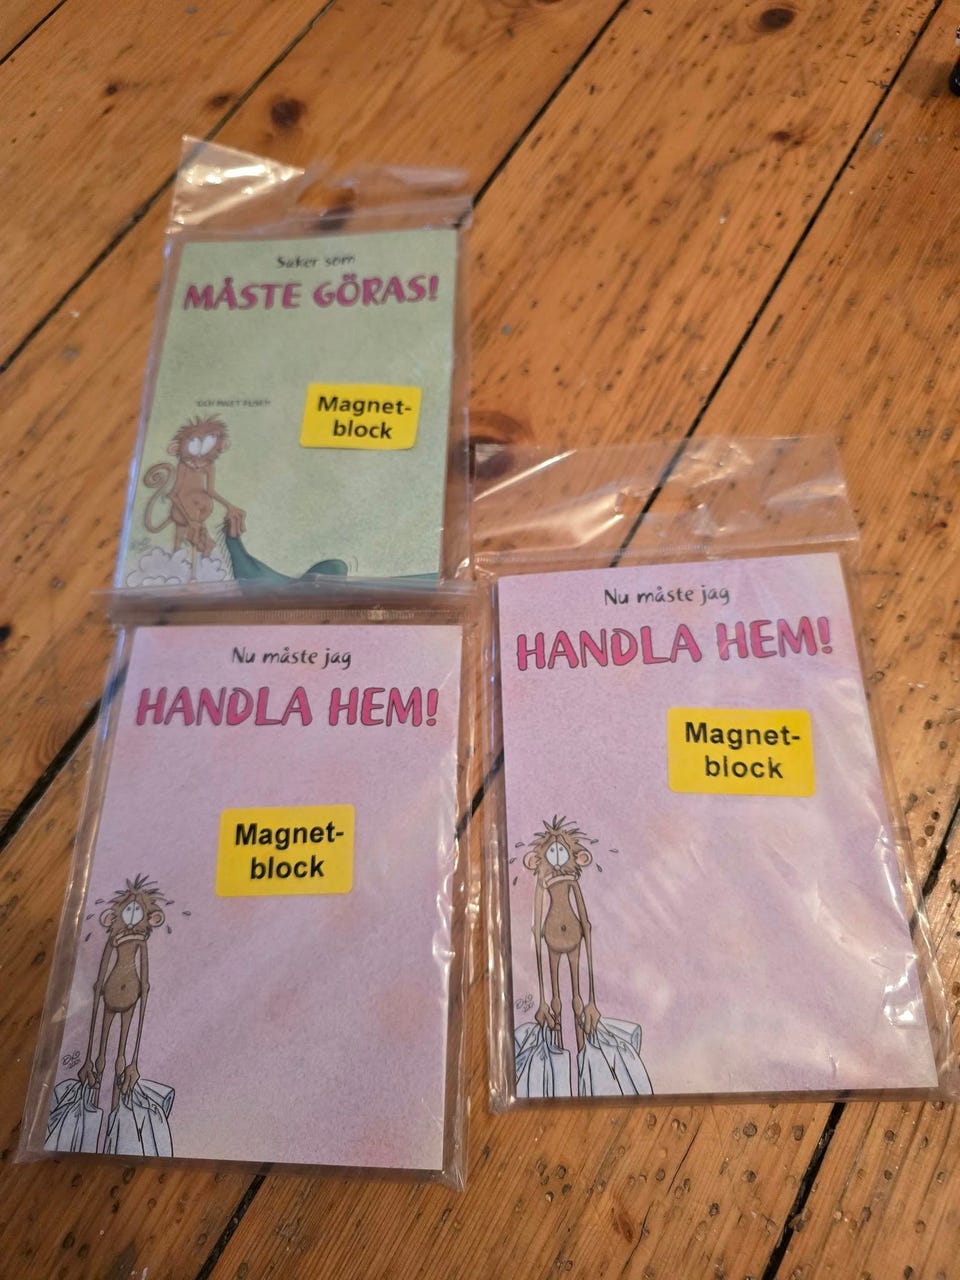 Saker som
MÅSTE GÖRAS!
Magnet-
block
Nu måste jag
HANDLA HEM!
Magnet-
block
Nu måste jag
HANDLA HEM!
Magnet-
block